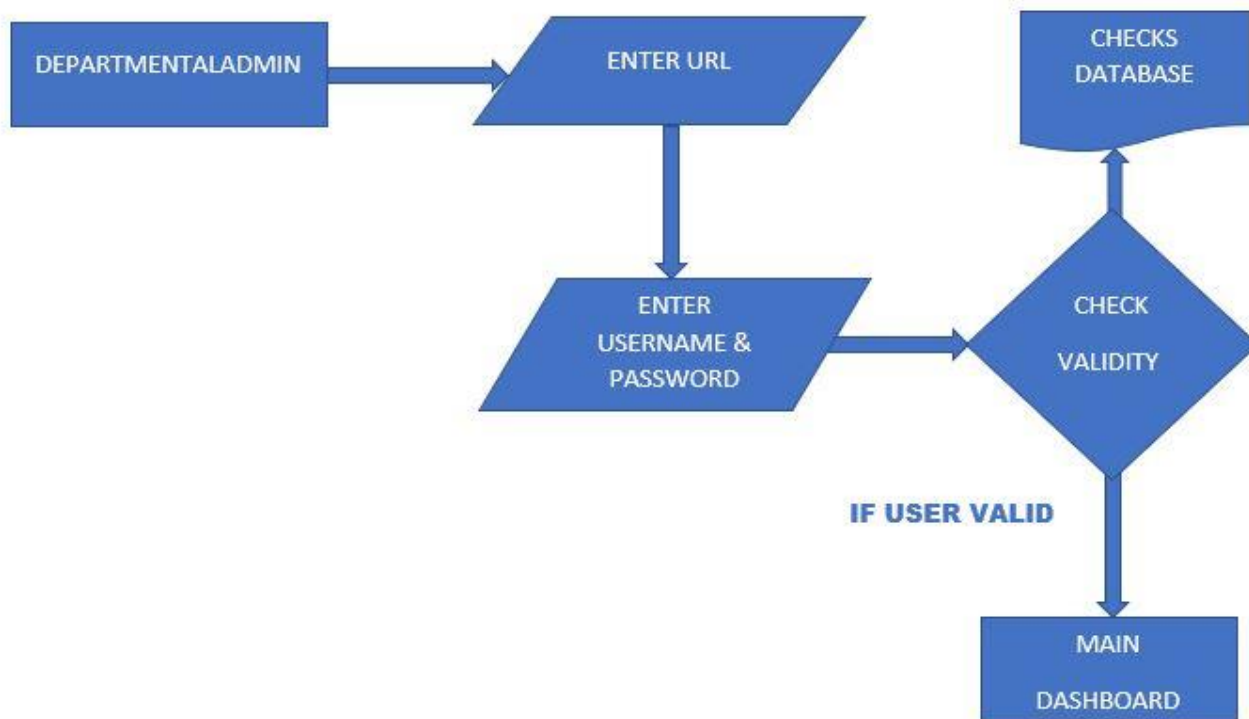 DEPARTMENTALADMIN
ENTER URL
CHECKS
DATABASE
ENTER
USERNAME &
PASSWORD
CHECK
VALIDITY
IF USER VALID
MAIN
DASHBOARD